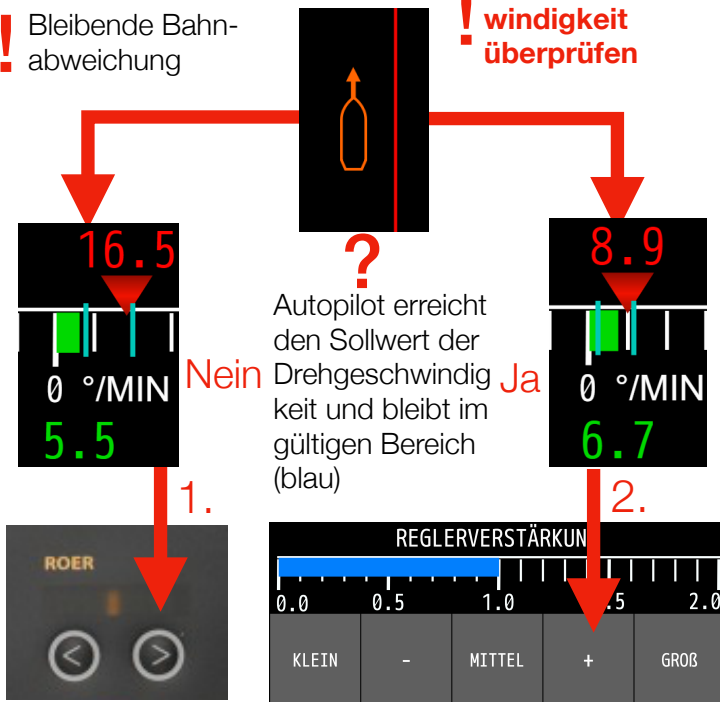 !
Bleibende Bahn-
abweichung
!
windigkeit
überprüfen
16.5
0 °/MIN
5.5
Nein
?
Autopilot erreicht
den Sollwert der
Drehgeschwindig
keit und bleibt im
gültigen Bereich
(blau)
Ja
8.9
0 °/MIN
6.7
1.
2.
ROER
< >
REGLERVERSTÄRKUN
0.0 0.5 1.0 .5 2.0
KLEIN - MITTEL + GROß